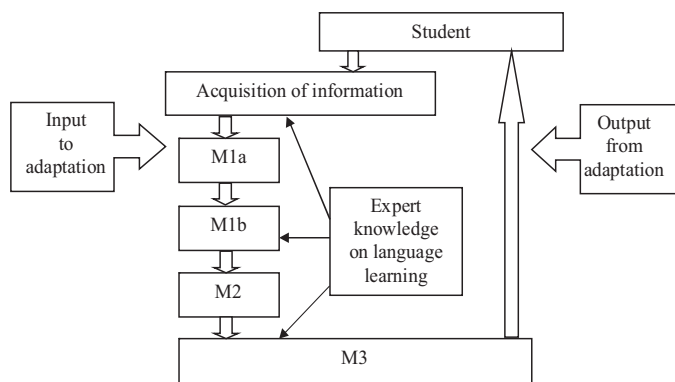 Student
Acquisition of information
Input
to
adaptation
M1a
Output
from
adaptation
M1b
Expert
knowledge
on language
learning
M2
M3